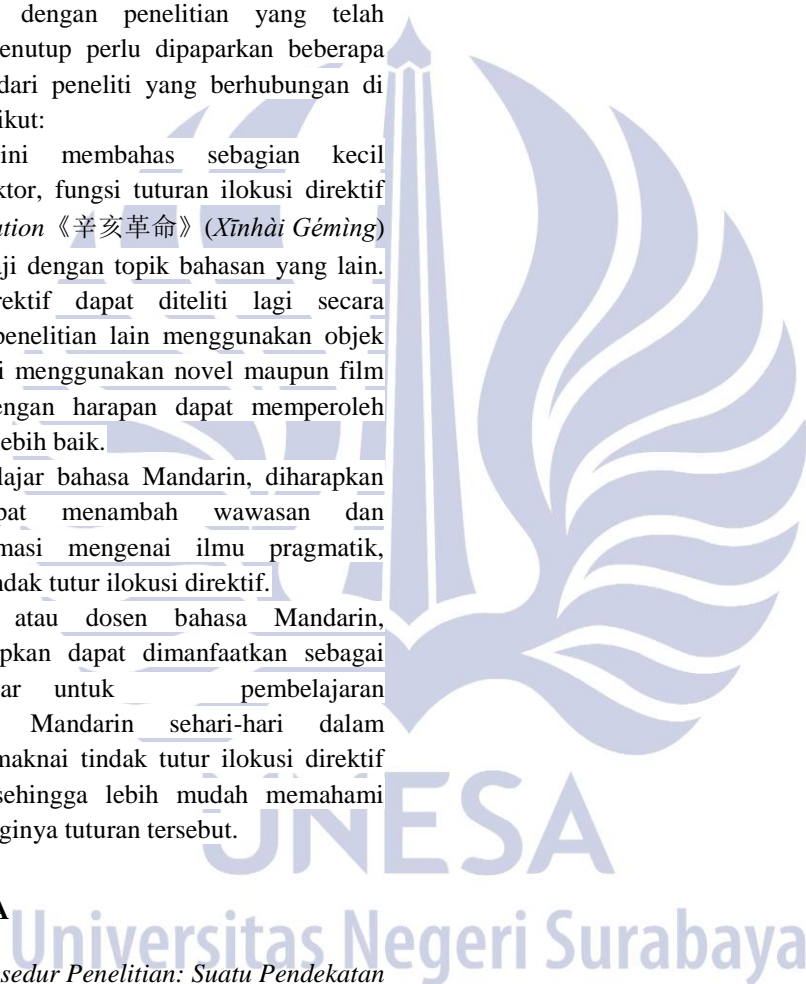 dengan penelitian yang telah
enutup perlu dipaparkan beberapa
dari peneliti yang berhubungan di
ikut:
ini membahas sebagian kecil
ktor, fungsi tuturan ilokusi direktif
ution《辛亥革命》(Xīnhài Gémìng)
ji dengan topik bahasan yang lain.
rektif dapat diteliti lagi secara
penelitian lain menggunakan objek
i menggunakan novel maupun film
engan harapan dapat memperoleh
lebih baik.
lajar bahasa Mandarin, diharapkan
pat menambah wawasan dan
rmasi mengenai ilmu pragmatik,
ndak tutur ilokusi direktif.
atau dosen bahasa Mandarin,
pkan dapat dimanfaatkan sebagai
ar untuk pembelajaran
Mandarin sehari-hari dalam
maknai tindak tutur ilokusi direktif
sehingga lebih mudah memahami
ginya tuturan tersebut.
UNESA
A
Universitas Negeri Surabaya
sedur Penelitian: Suatu Pendekatan